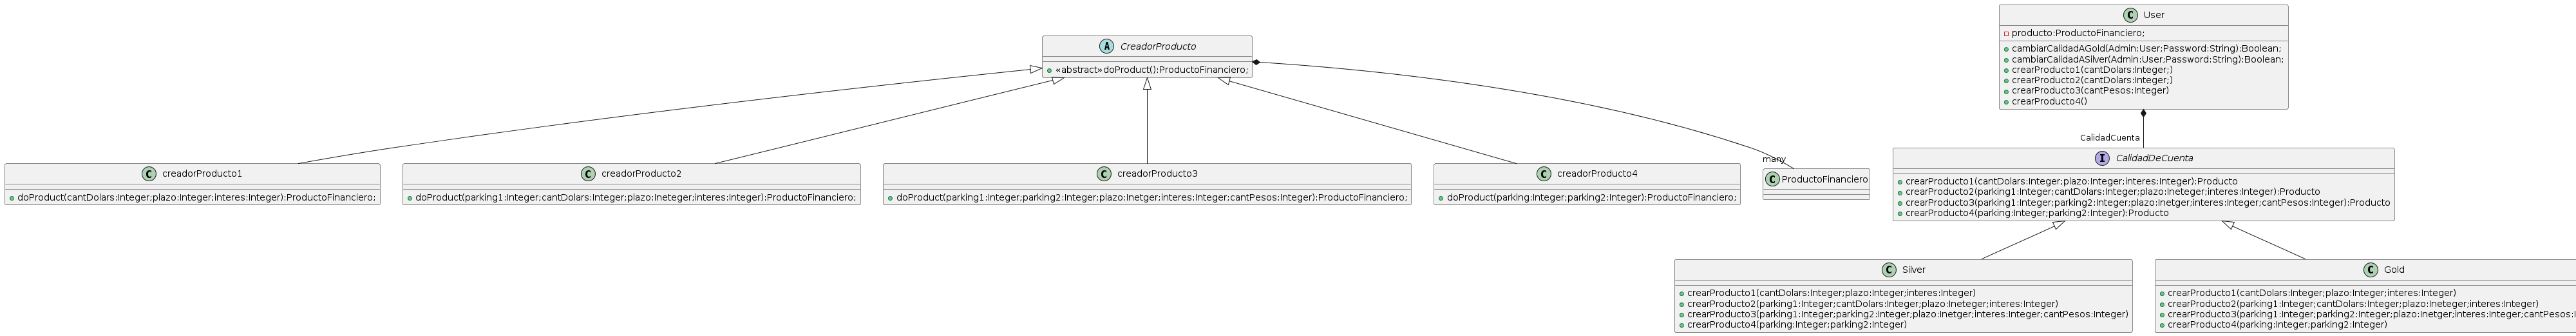 A CreadorProducto
«abstract»doProduct():ProductoFinanciero;
C User
producto:ProductoFinanciero;
cambiarCalidadAGold(Admin:User;Password:String):Boolean;
cambiarCalidadASilver(Admin:User;Password:String):Boolean;
crearProducto1(cantDolars:Integer;)
crearProducto2(cantDolars:Integer;)
crearProducto3(cantPesos:Integer)
crearProducto4()
CalidadCuenta
many
C creadorProducto1
doProduct(cantDolars:Integer;plazo:Integer;interes:Integer):ProductoFinanciero;
C creadorProducto2
doProduct(parking1:Integer;cantDolars:Integer;plazo:Ineteger;interes:Integer):ProductoFinanciero;
C creadorProducto3
doProduct(parking1:Integer;parking2:Integer;plazo:Inetger;interes:Integer;cantPesos:Integer):ProductoFinanciero;
C creadorProducto4
doProduct(parking:Integer;parking2:Integer):ProductoFinanciero;
C ProductoFinanciero
I CalidadDeCuenta
crearProducto1(cantDolars:Integer;plazo:Integer;interes:Integer):Producto
crearProducto2(parking1:Integer;cantDolars:Integer;plazo:Ineteger;interes:Integer):Producto
crearProducto3(parking1:Integer;parking2:Integer;plazo:Inetger;interes:Integer;cantPesos:Integer):Producto
crearProducto4(parking:Integer;parking2:Integer):Producto
C Silver
crearProducto1(cantDolars:Integer;plazo:Integer;interes:Integer)
crearProducto2(parking1:Integer;cantDolars:Integer;plazo:Ineteger;interes:Integer)
crearProducto3(parking1:Integer;parking2:Integer;plazo:Inetger;interes:Integer;cantPesos:Integer)
crearProducto4(parking:Integer;parking2:Integer)
C Gold
crearProducto1(cantDolars:Integer;plazo:Integer;interes:Integer)
crearProducto2(parking1:Integer;cantDolars:Integer;plazo:Ineteger;interes:Integer)
crearProducto3(parking1:Integer;parking2:Integer;plazo:Inetger;interes:Integer;cantPesos
crearProducto4(parking:Integer;parking2:Integer)